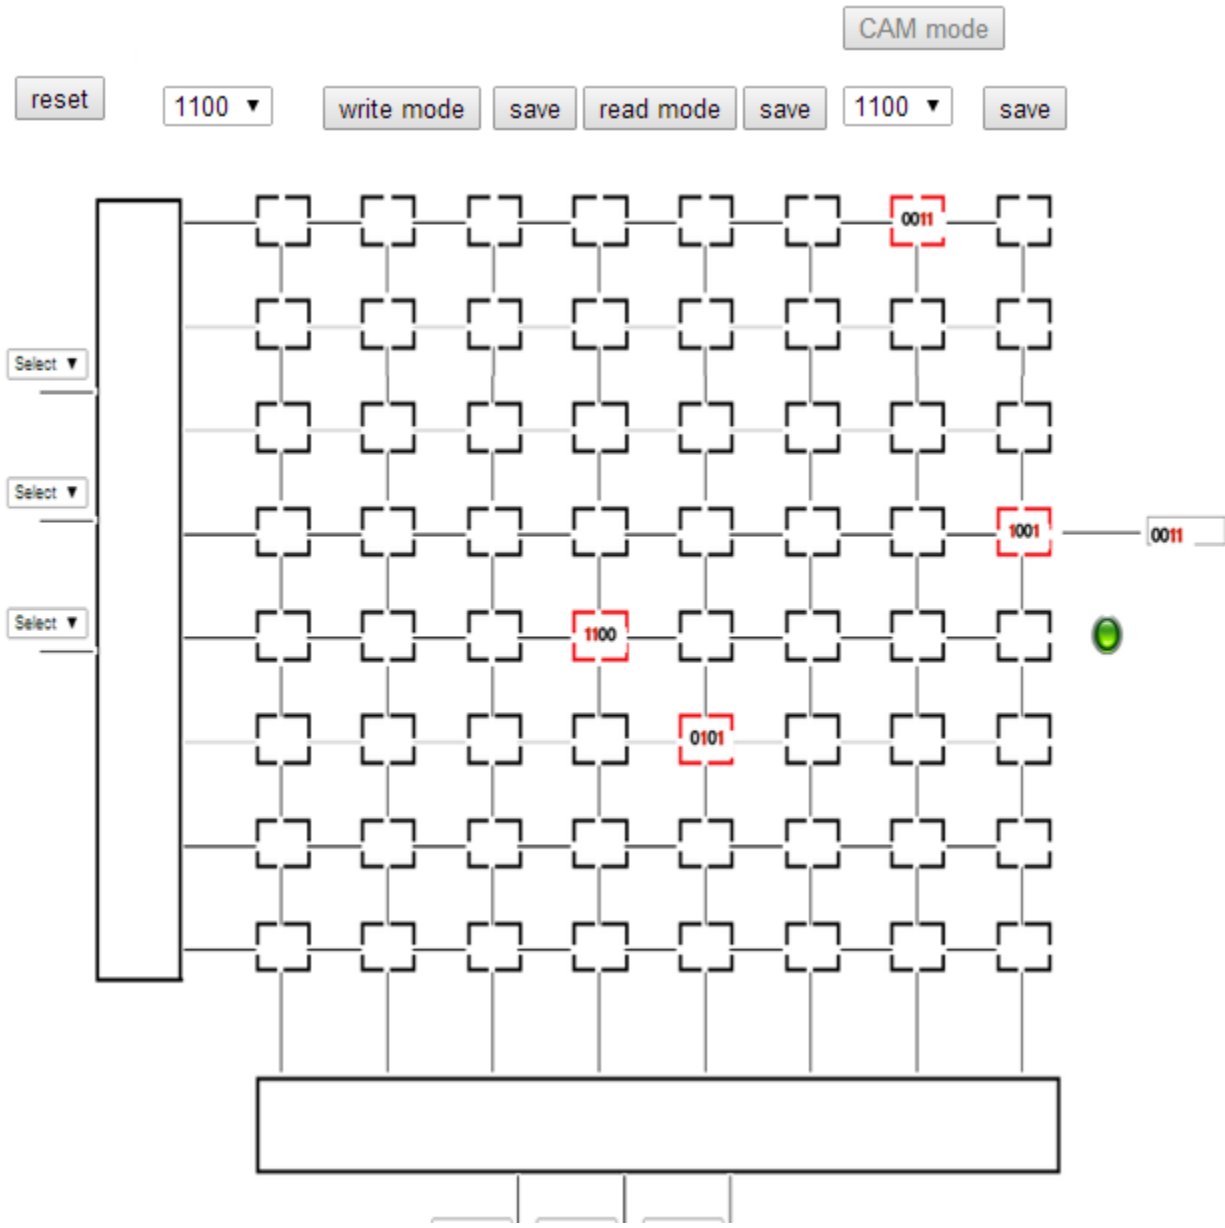 CAM mode
reset 1100 write mode save read mode save 1100 save
0011
Select
Select
1001 0011
Select 1100
0101